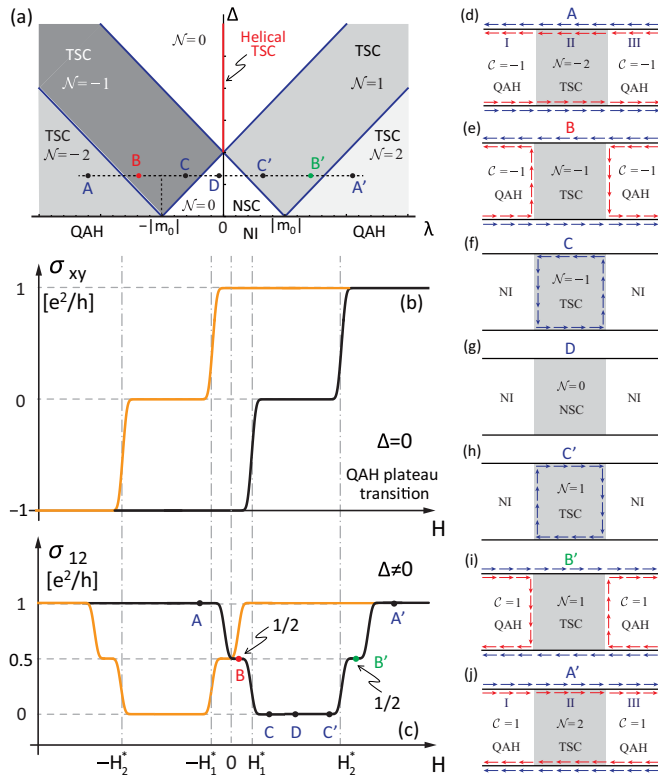 (a)
Δ
TSC
𝒩=−1
𝒩=0
Helical
TSC
TSC
𝒩=1
TSC
𝒩=−2
TSC
𝒩=2
A
B
C
D
C’
B’
A’
𝒩=0
NSC
QAH
−|m₀|
0
NI
|m₀|
QAH
λ
σ xy
[e²/h]
(b)
1
0
−1
Δ=0
QAH plateau
transition
H
σ 12
[e²/h]
Δ≠0
1
0.5
0
A
1/2
B
C
D
C’
B’
1/2
A’
(c)
−H₂*
−H₁*
0
H₁*
H₂*
H
(d)
A
I
II
III
𝒞=−1
QAH
𝒩=−2
TSC
𝒞=−1
QAH
(e)
B
𝒞=−1
QAH
𝒩=−1
TSC
𝒞=−1
QAH
(f)
C
NI
𝒩=−1
TSC
NI
(g)
D
NI
𝒩=0
NSC
NI
(h)
C’
NI
𝒩=1
TSC
NI
(i)
B’
𝒞=1
QAH
𝒩=1
TSC
𝒞=1
QAH
(j)
A’
I
II
III
𝒞=1
QAH
𝒩=2
TSC
𝒞=1
QAH